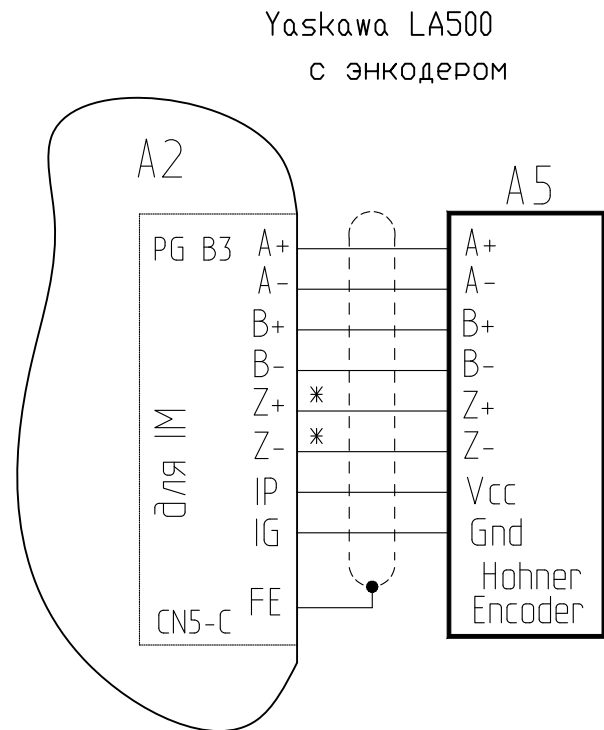 Yaskawa LA500
с энкодером
A2
A5
PG B3
A+
A-
B+
B-
Z+ *
Z- *
IP
IG
FE
для IM
CN5-C
A+
A-
B+
B-
Z+
Z-
Vcc
Gnd
Hohner
Encoder